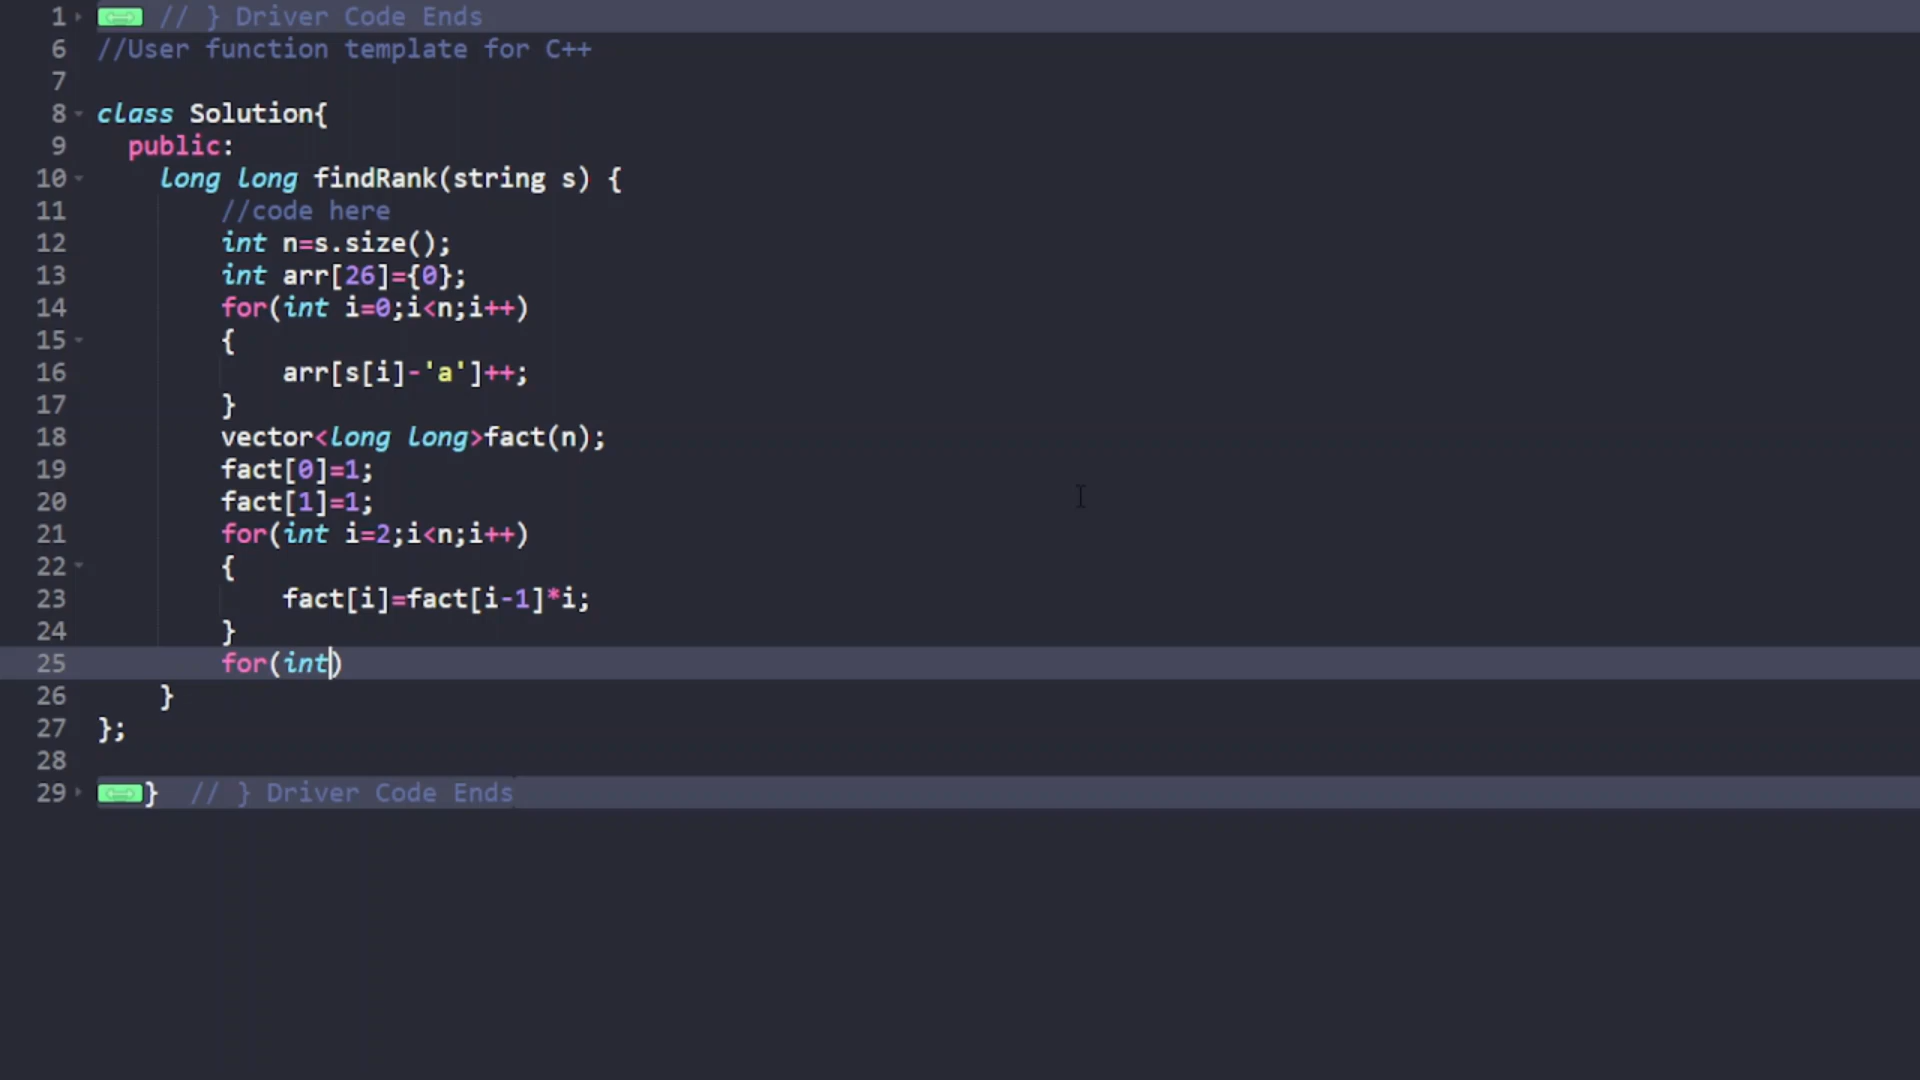 1 // } Driver Code Ends
6 //User function template for C++
7
8 class Solution{
9 public:
10 long long findRank(string s) {
11 //code here
12 int n=s.size();
13 int arr[26]={0};
14 for(int i=0;i<n;i++)
15 {
16 arr[s[i]-'a']++;
17 }
18 vector<long long>fact(n);
19 fact[0]=1;
20 fact[1]=1;
21 for(int i=2;i<n;i++)
22 {
23 fact[i]=fact[i-1]*i;
24 }
25 for(int)
26 }
27 };
28
29 } // } Driver Code Ends